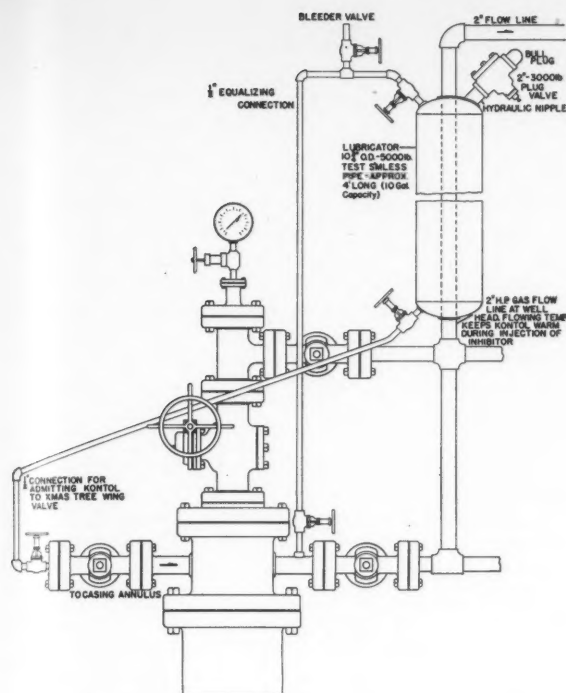 BLEEDER VALVE
2" FLOW LINE
BULL
PLUG
2"-3000lb
PLUG
VALVE
HYDRAULIC NIPPLE
1/2" EQUALIZING
CONNECTION
LUBRICATOR
10 3/4" O.D.-5000lb.
TEST SMLESS
PIPE-APPROX.
4' LONG (10 Gal.
Capacity)
2" H.P. GAS FLOW
LINE AT WELL
HEAD. FLOWING TEMP.
KEEPS KONTOL WARM
DURING INJECTION OF
INHIBITOR
CONNECTION FOR
ADMITTING KONTOL
TO XMAS TREE WING
VALVE
TO CASING ANNULUS